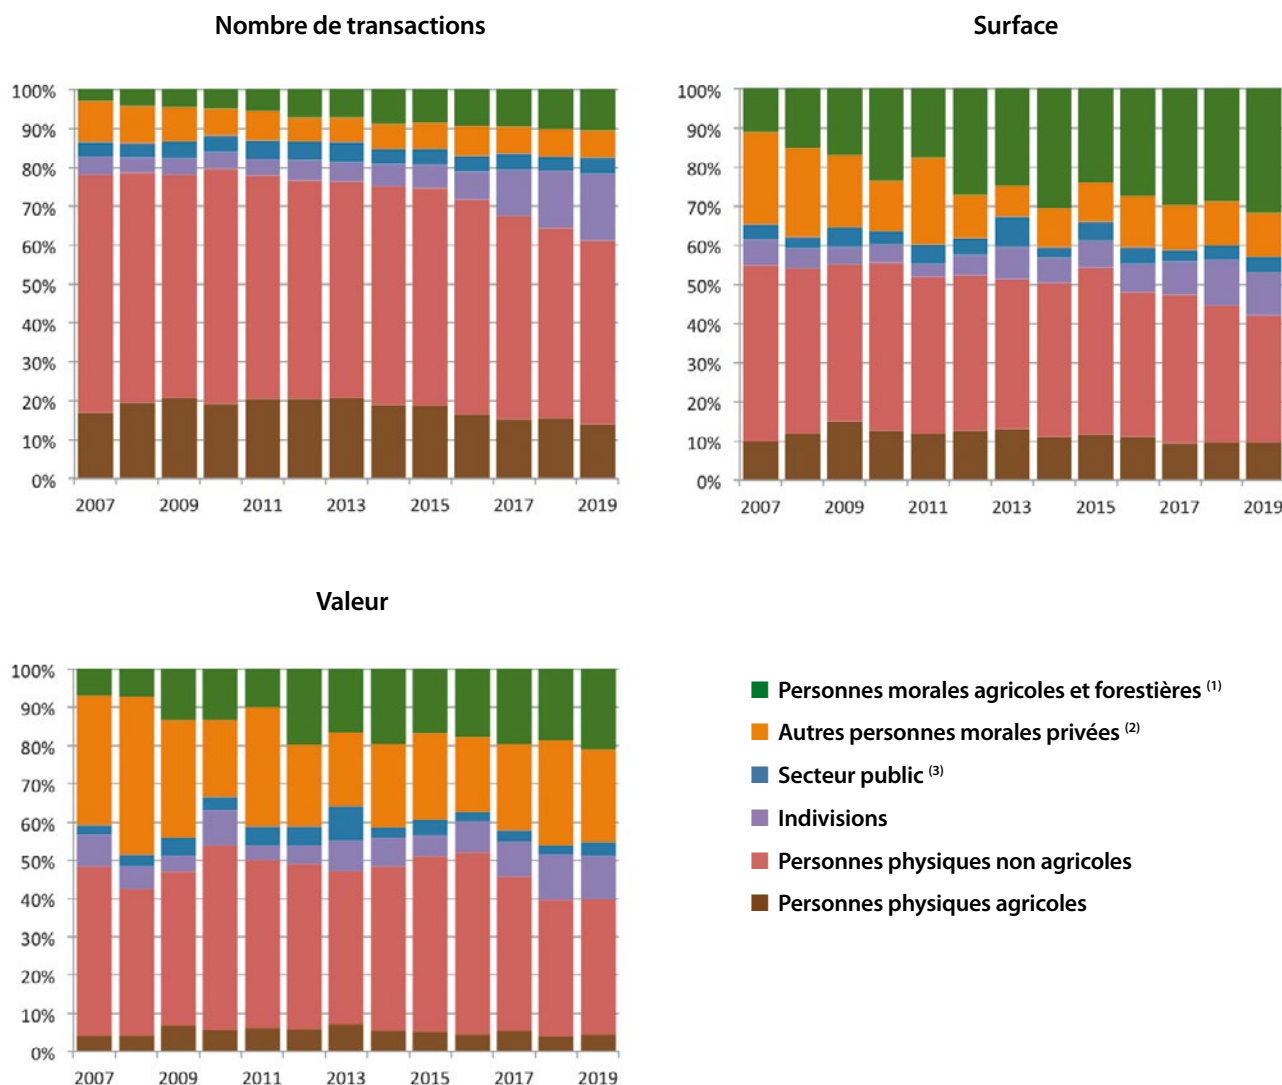 Nombre de transactions
100%
90%
80%
70%
60%
50%
40%
30%
20%
10%
0%
2007 2009 2011 2013 2015 2017 2019
Surface
100%
90%
80%
70%
60%
50%
40%
30%
20%
10%
0%
2007 2009 2011 2013 2015 2017 2019
Valeur
100%
90%
80%
70%
60%
50%
40%
30%
20%
10%
0%
2007 2009 2011 2013 2015 2017 2019
Personnes morales agricoles et forestières (1)
Autres personnes morales privées (2)
Secteur public (3)
Indivisions
Personnes physiques non agricoles
Personnes physiques agricoles